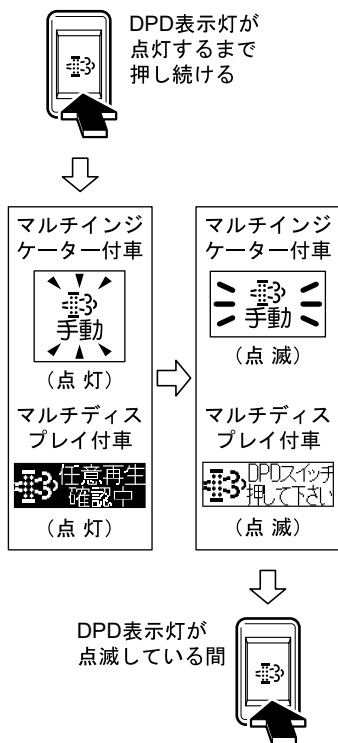 DPD表示灯が
点灯するまで
押し続ける
マルチインジ
ケーター付車
手動
(点 灯)
マルチディス
プレイ付車
任意再生
確認中
(点 灯)
マルチインジ
ケーター付車
手動
(点 滅)
マルチディス
プレイ付車
DPDスイッチ
押して下さい
(点 滅)
DPD表示灯が
点滅している間